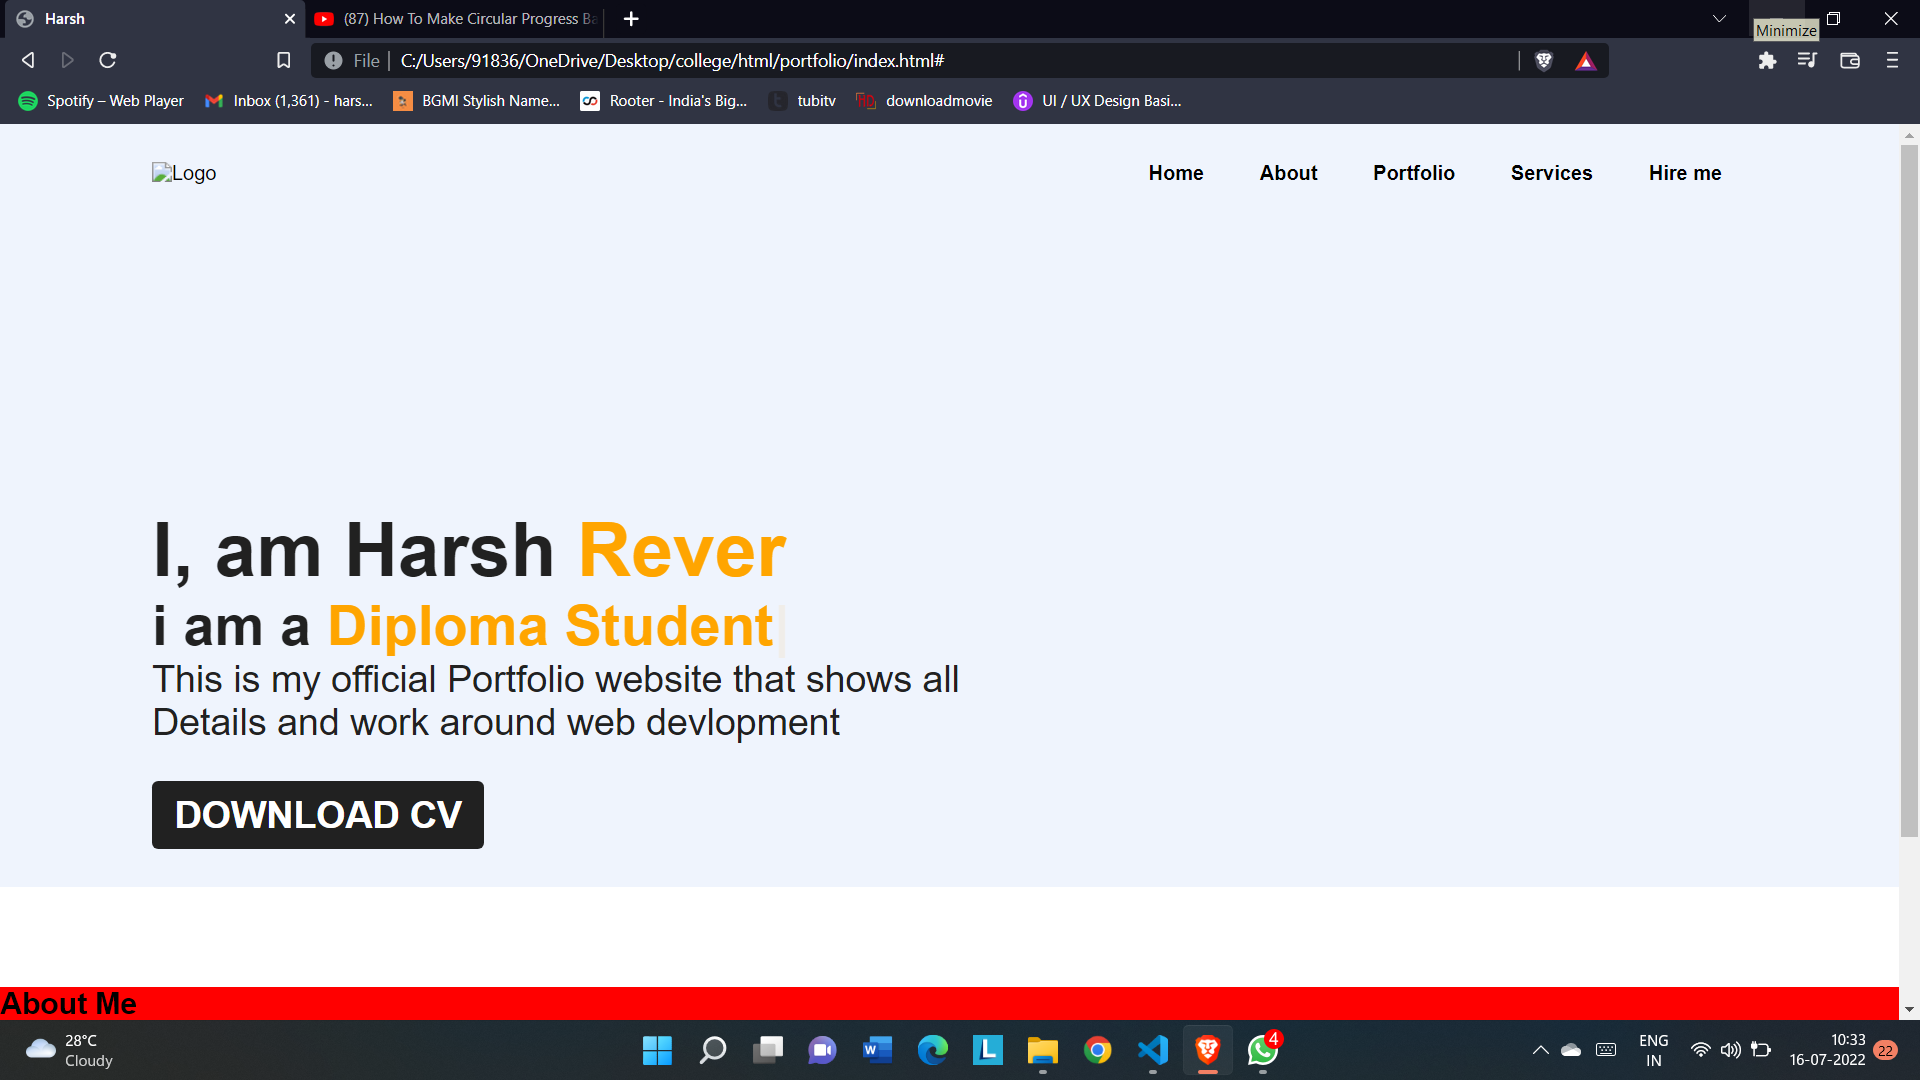 Harsh
(87) How To Make Circular Progress Ba
Minimize
File
C:/Users/91836/OneDrive/Desktop/college/html/portfolio/index.html#
Spotify – Web Player
Inbox (1,361) - hars...
BGMI Stylish Name...
Rooter - India's Big...
tubitv
downloadmovie
UI / UX Design Basi...
Logo
Home
About
Portfolio
Services
Hire me
I, am Harsh Rever
i am a Diploma Student
This is my official Portfolio website that shows all
Details and work around web devlopment
DOWNLOAD CV
About Me
28°C
Cloudy
4
ENG
IN
10:33
16-07-2022
22